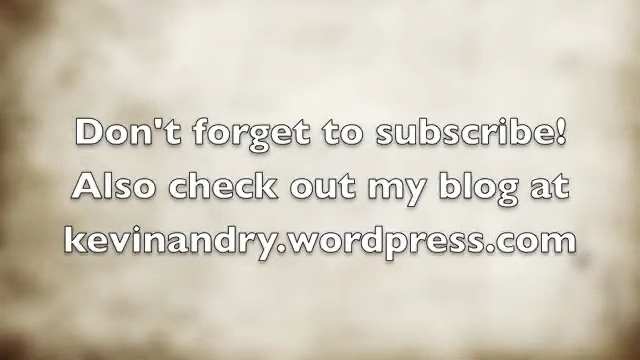 Don't forget to subscribe!
Also check out my blog at
kevinandry.wordpress.com